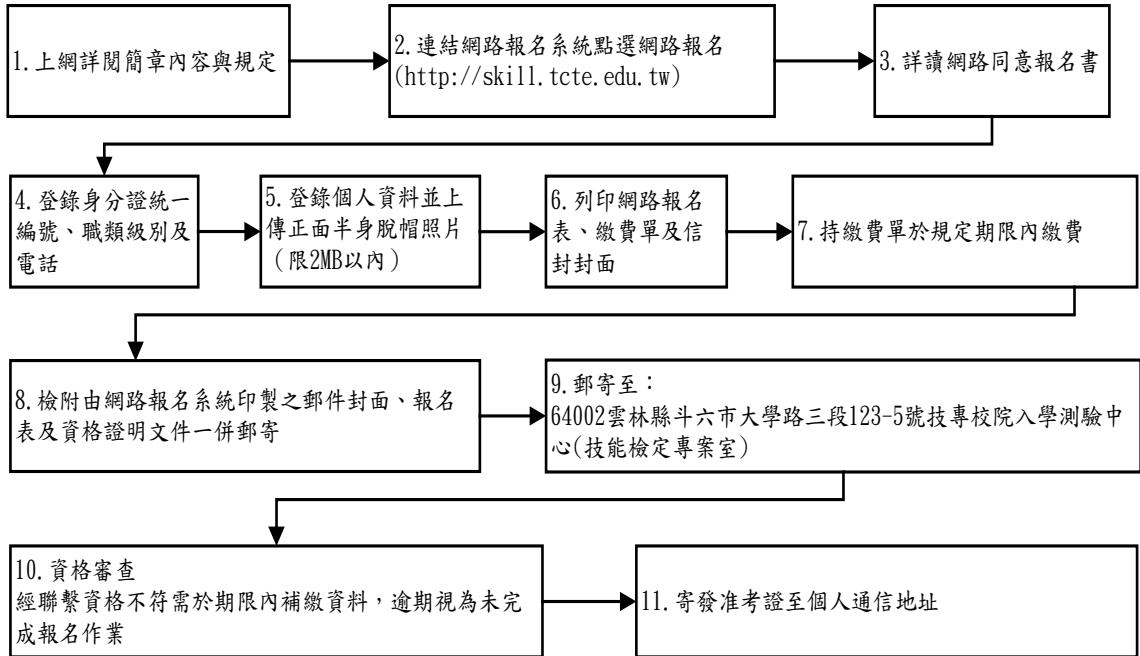 1.上網詳閱簡章內容與規定
2.連結網路報名系統點選網路報名
(http://skill.tcte.edu.tw)
3.詳讀網路同意報名書
4.登錄身分證統一
編號、職類級別及
電話
5.登錄個人資料並上
傳正面半身脫帽照片
（限2MB以內）
6.列印網路報名
表、繳費單及信
封封面
7.持繳費單於規定期限內繳費
8.檢附由網路報名系統印製之郵件封面、報名
表及資格證明文件一併郵寄
9.郵寄至：
64002雲林縣斗六市大學路三段123-5號技專校院入學測驗中
心(技能檢定專案室)
10.資格審查
經聯繫資格不符需於期限內補繳資料，逾期視為未完
成報名作業
11.寄發准考證至個人通信地址